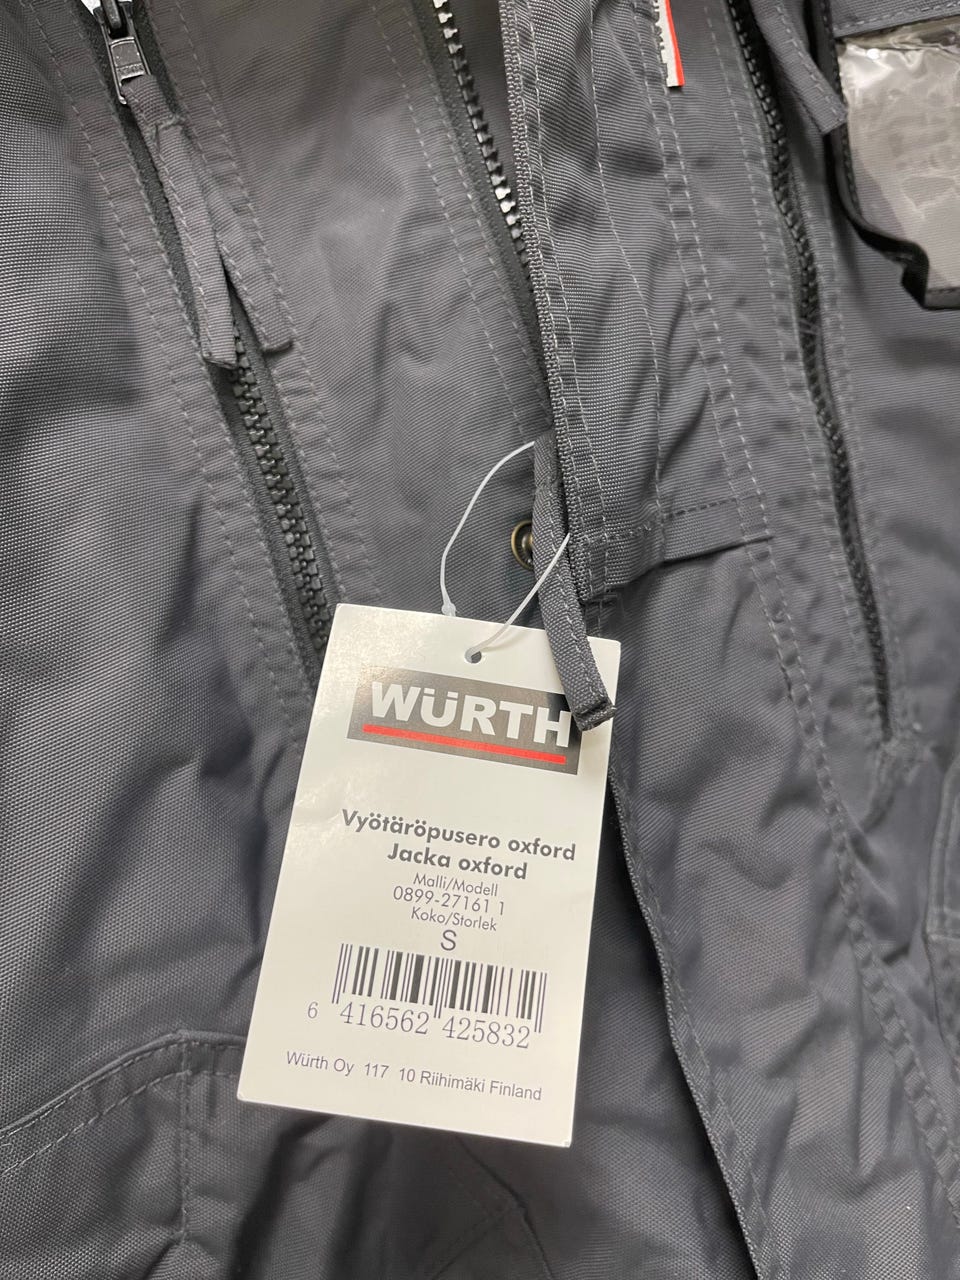 WÜRTH
Vyötäröpusero oxford
Jacka oxford
Malli/Modell
0899-27161 1
Koko/Storlek
S
6 416562 425832
Würth Oy 117 10 Riihimäki Finland